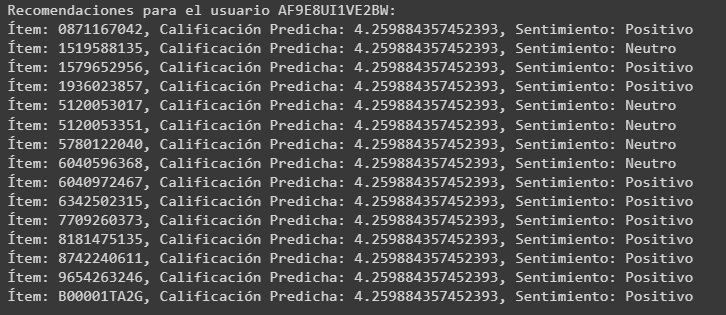 Recomendaciones para el usuario AF9E8UI1VE2BW:
Ítem: 0871167042, Calificación Predicha: 4.259884357452393, Sentimiento: Positivo
Ítem: 1519588135, Calificación Predicha: 4.259884357452393, Sentimiento: Neutro
Ítem: 1579652956, Calificación Predicha: 4.259884357452393, Sentimiento: Positivo
Ítem: 1936023857, Calificación Predicha: 4.259884357452393, Sentimiento: Positivo
Ítem: 5120053017, Calificación Predicha: 4.259884357452393, Sentimiento: Neutro
Ítem: 5120053351, Calificación Predicha: 4.259884357452393, Sentimiento: Neutro
Ítem: 5780122040, Calificación Predicha: 4.259884357452393, Sentimiento: Neutro
Ítem: 6040596368, Calificación Predicha: 4.259884357452393, Sentimiento: Neutro
Ítem: 6040972467, Calificación Predicha: 4.259884357452393, Sentimiento: Positivo
Ítem: 6342502315, Calificación Predicha: 4.259884357452393, Sentimiento: Positivo
Ítem: 7709260373, Calificación Predicha: 4.259884357452393, Sentimiento: Positivo
Ítem: 8181475135, Calificación Predicha: 4.259884357452393, Sentimiento: Positivo
Ítem: 8742240611, Calificación Predicha: 4.259884357452393, Sentimiento: Positivo
Ítem: 9654263246, Calificación Predicha: 4.259884357452393, Sentimiento: Positivo
Ítem: B00001TA2G, Calificación Predicha: 4.259884357452393, Sentimiento: Positivo